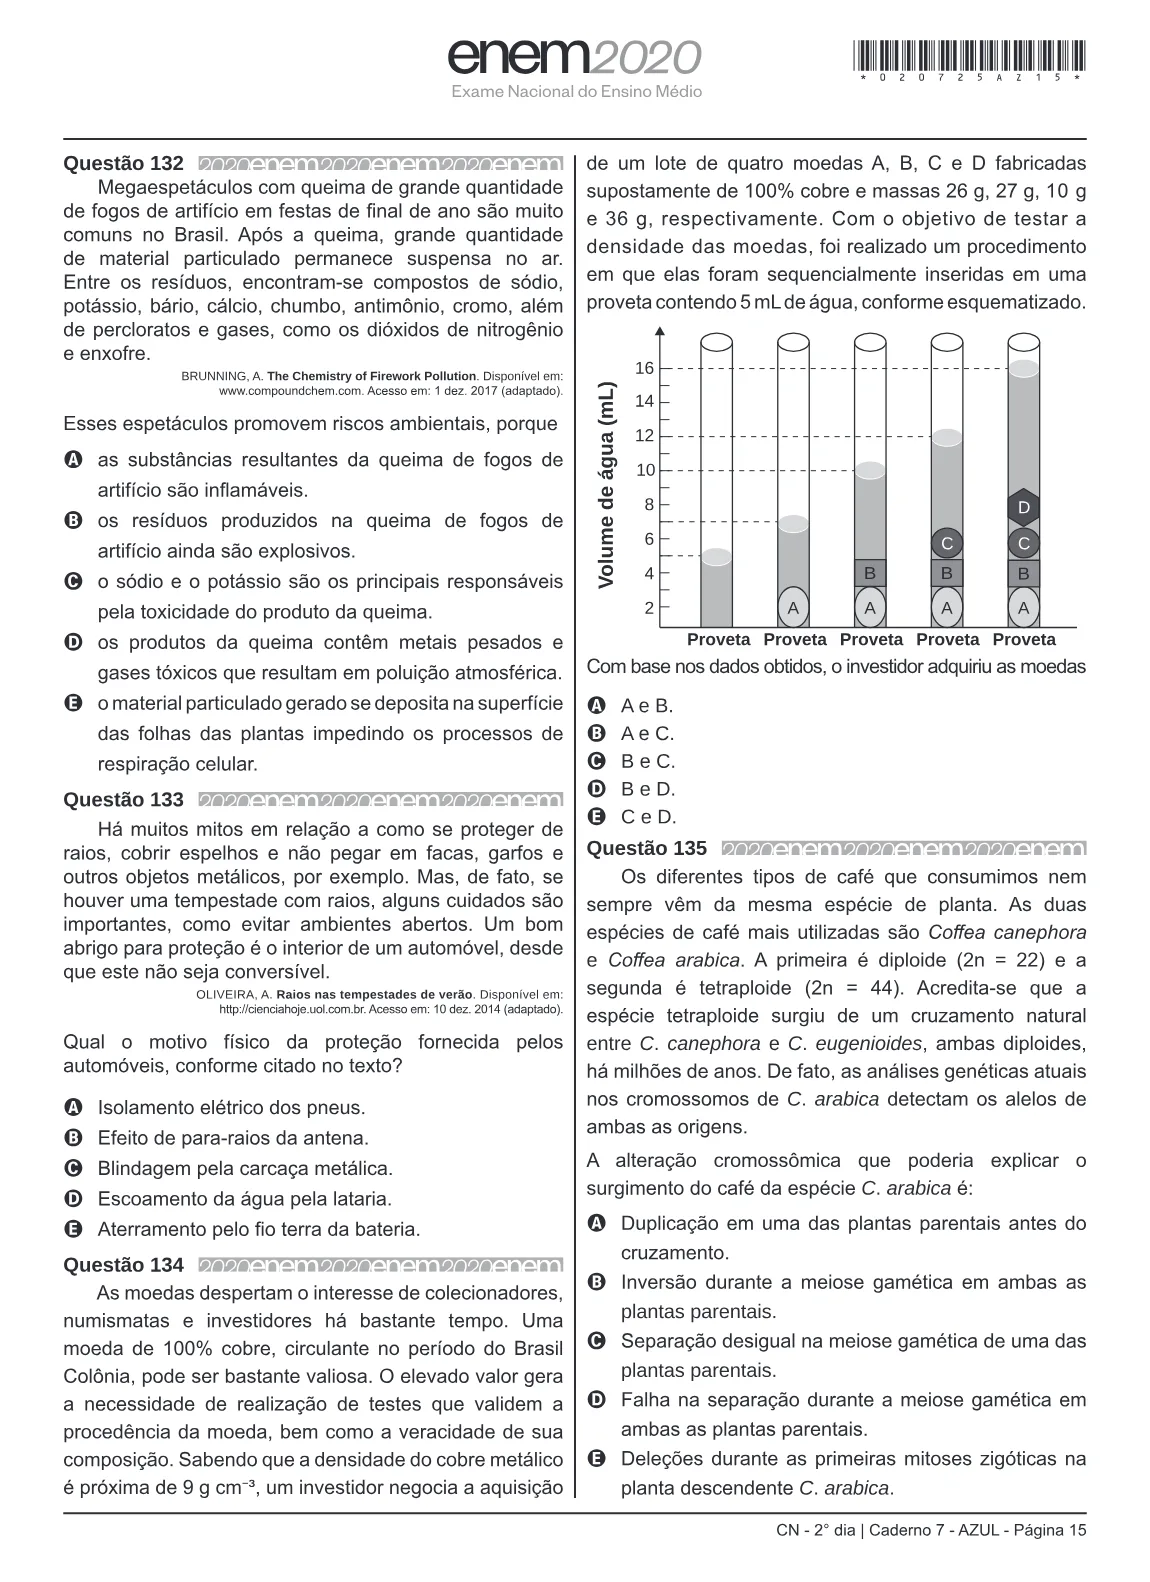 enem2020
Exame Nacional do Ensino Médio
*020725AZ15*
Questão 132 2020enem2020enem2020enem
Megaespetáculos com queima de grande quantidade
de fogos de artifício em festas de final de ano são muito
comuns no Brasil. Após a queima, grande quantidade
de material particulado permanece suspensa no ar.
Entre os resíduos, encontram-se compostos de sódio,
potássio, bário, cálcio, chumbo, antimônio, cromo, além
de percloratos e gases, como os dióxidos de nitrogênio
e enxofre.
BRUNNING, A. The Chemistry of Firework Pollution. Disponível em:
www.compoundchem.com. Acesso em: 1 dez. 2017 (adaptado).
Esses espetáculos promovem riscos ambientais, porque
A as substâncias resultantes da queima de fogos de
artifício são inflamáveis.
B os resíduos produzidos na queima de fogos de
artifício ainda são explosivos.
C o sódio e o potássio são os principais responsáveis
pela toxicidade do produto da queima.
D os produtos da queima contêm metais pesados e
gases tóxicos que resultam em poluição atmosférica.
E o material particulado gerado se deposita na superfície
das folhas das plantas impedindo os processos de
respiração celular.
Questão 133 2020enem2020enem2020enem
Há muitos mitos em relação a como se proteger de
raios, cobrir espelhos e não pegar em facas, garfos e
outros objetos metálicos, por exemplo. Mas, de fato, se
houver uma tempestade com raios, alguns cuidados são
importantes, como evitar ambientes abertos. Um bom
abrigo para proteção é o interior de um automóvel, desde
que este não seja conversível.
OLIVEIRA, A. Raios nas tempestades de verão. Disponível em:
http://cienciahoje.uol.com.br. Acesso em: 10 dez. 2014 (adaptado).
Qual o motivo físico da proteção fornecida pelos
automóveis, conforme citado no texto?
A Isolamento elétrico dos pneus.
B Efeito de para-raios da antena.
C Blindagem pela carcaça metálica.
D Escoamento da água pela lataria.
E Aterramento pelo fio terra da bateria.
Questão 134 2020enem2020enem2020enem
As moedas despertam o interesse de colecionadores,
numismatas e investidores há bastante tempo. Uma
moeda de 100% cobre, circulante no período do Brasil
Colônia, pode ser bastante valiosa. O elevado valor gera
a necessidade de realização de testes que validem a
procedência da moeda, bem como a veracidade de sua
composição. Sabendo que a densidade do cobre metálico
é próxima de 9 g cm⁻³, um investidor negocia a aquisição
de um lote de quatro moedas A, B, C e D fabricadas
supostamente de 100% cobre e massas 26 g, 27 g, 10 g
e 36 g, respectivamente. Com o objetivo de testar a
densidade das moedas, foi realizado um procedimento
em que elas foram sequencialmente inseridas em uma
proveta contendo 5 mL de água, conforme esquematizado.
Volume de água (mL)
16
14
12
10
8
6
4
2
A
B
A
C
B
A
D
C
B
A
Proveta Proveta Proveta Proveta Proveta
Com base nos dados obtidos, o investidor adquiriu as moedas
A A e B.
B A e C.
C B e C.
D B e D.
E C e D.
Questão 135 2020enem2020enem2020enem
Os diferentes tipos de café que consumimos nem
sempre vêm da mesma espécie de planta. As duas
espécies de café mais utilizadas são Coffea canephora
e Coffea arabica. A primeira é diploide (2n = 22) e a
segunda é tetraploide (2n = 44). Acredita-se que a
espécie tetraploide surgiu de um cruzamento natural
entre C. canephora e C. eugenioides, ambas diploides,
há milhões de anos. De fato, as análises genéticas atuais
nos cromossomos de C. arabica detectam os alelos de
ambas as origens.
A alteração cromossômica que poderia explicar o
surgimento do café da espécie C. arabica é:
A Duplicação em uma das plantas parentais antes do
cruzamento.
B Inversão durante a meiose gamética em ambas as
plantas parentais.
C Separação desigual na meiose gamética de uma das
plantas parentais.
D Falha na separação durante a meiose gamética em
ambas as plantas parentais.
E Deleções durante as primeiras mitoses zigóticas na
planta descendente C. arabica.
CN - 2° dia | Caderno 7 - AZUL - Página 15